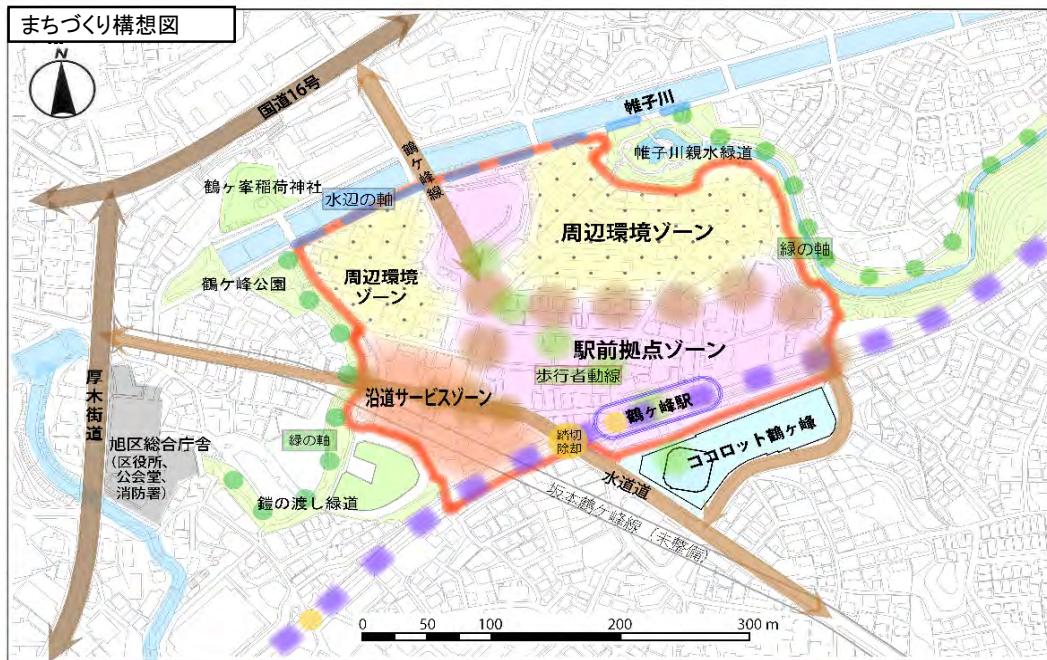 まちづくり構想図
N
国道16号
帷子川
鶴ヶ峰線
帷子川親水緑道
鶴ケ峯稲荷神社
水辺の軸
周辺環境ゾーン
緑の軸
鶴ケ峰公園
周辺環境
ゾーン
駅前拠点ゾーン
歩行者動線
厚木街道
沿道サービスゾーン
鶴ヶ峰駅
踏切
除却
ココロット鶴ヶ峰
旭区総合庁舎
(区役所、
公会堂、
消防署)
緑の軸
水道道
鎧の渡し緑道
坂本鶴ケ峰線(未整備)
0 50 100 200 300 m